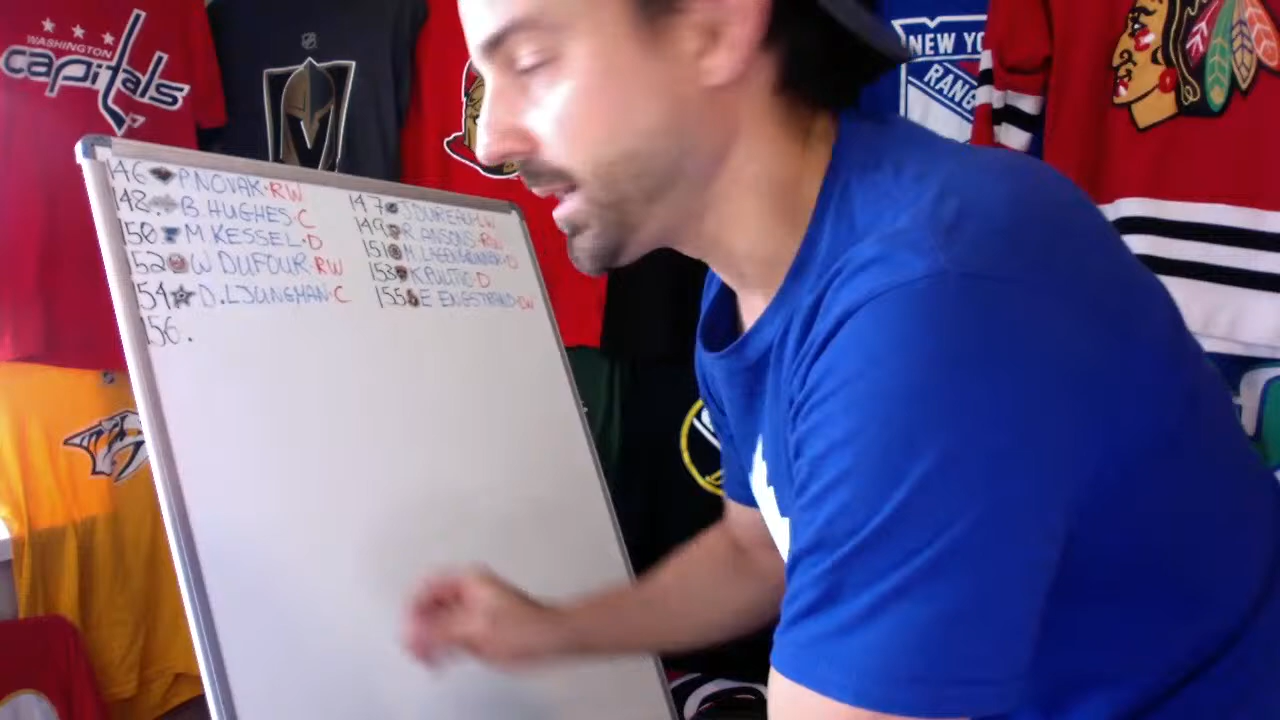 WASHINGTON
capitals
NEW YO
RANG
146 P.NOVAK·RW
148. B.HUGHES·C
147 J.DUREAU·LW
150 M.KESSEL·D
149 R.ANSONS·RW
152 W DUFOUR·RW
151
·D
154 O.LJUNGMAN·C
153 ·D
155 E ENGSTRAND·LW
156.